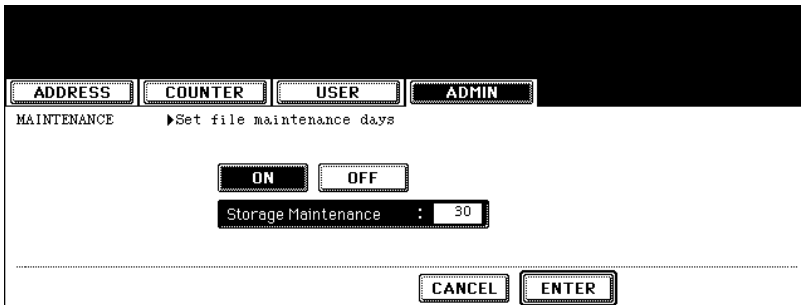 ADDRESS COUNTER USER ADMIN
MAINTENANCE ▶Set file maintenance days
ON OFF
Storage Maintenance : 30
CANCEL ENTER